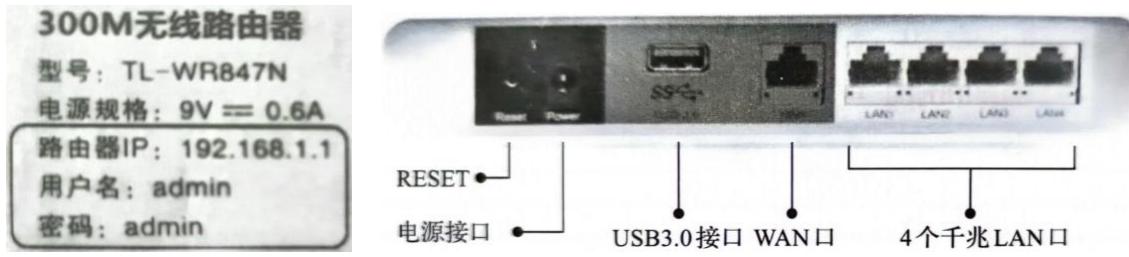 300M无线路由器
型号：TL-WR847N
电源规格：9V ⎓ 0.6A
路由器IP：192.168.1.1
用户名：admin
密码：admin
Reset Power
LAN1 LAN2 LAN3 LAN4
RESET
电源接口
USB3.0接口 WAN口 4个千兆LAN口